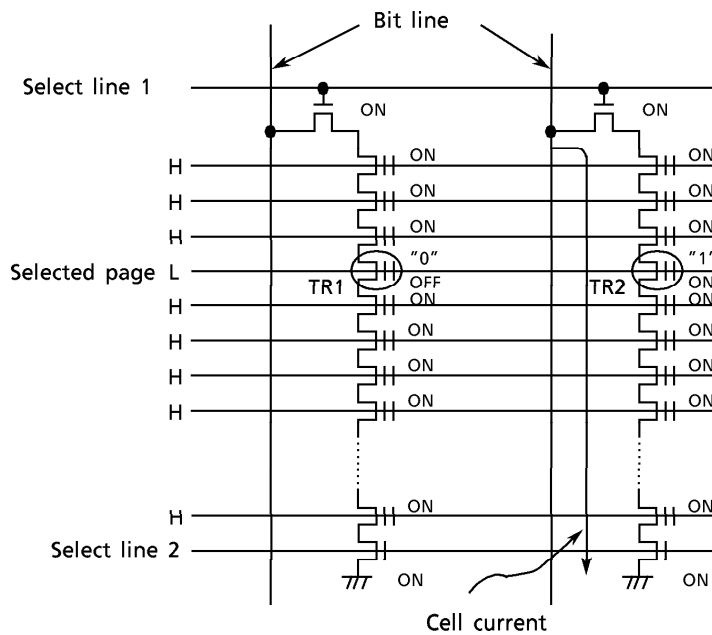 Bit line
Select line 1
ON ON
H ON ON
H ON ON
H ON ON
Selected page L "0" "1"
TR1 OFF TR2 ON
H ON ON
H ON ON
H ON ON
H ON ON
H ON ON
Select line 2
ON ON
Cell current